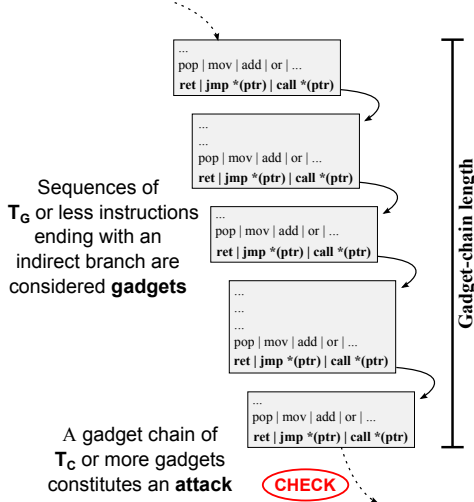 ...
pop | mov | add | or | ...
ret | jmp *(ptr) | call *(ptr)
...
...
pop | mov | add | or | ...
ret | jmp *(ptr) | call *(ptr)
Sequences of
T_G or less instructions
ending with an
indirect branch are
considered gadgets
...
pop | mov | add | or | ...
ret | jmp *(ptr) | call *(ptr)
...
...
...
pop | mov | add | or | ...
ret | jmp *(ptr) | call *(ptr)
...
pop | mov | add | or | ...
ret | jmp *(ptr) | call *(ptr)
Gadget-chain length
A gadget chain of
T_C or more gadgets
constitutes an attack
CHECK